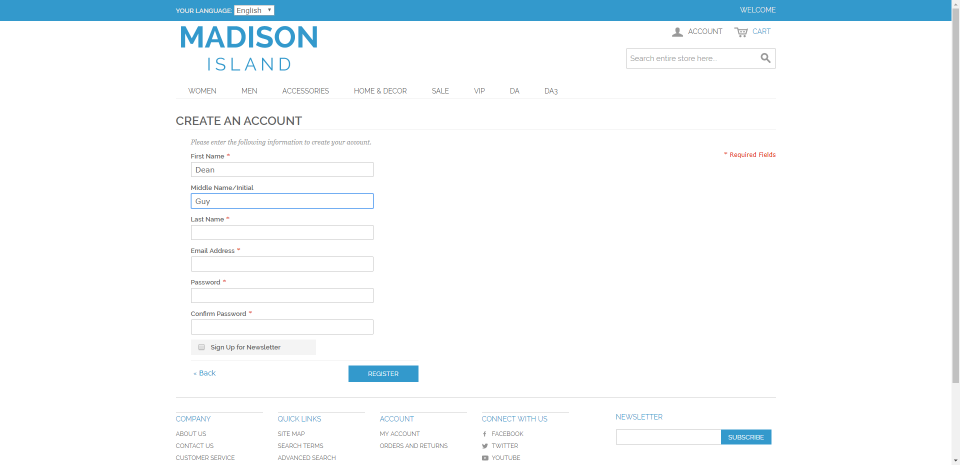 YOUR LANGUAGE: English
WELCOME
MADISON
ISLAND
ACCOUNT CART
Search entire store here...
WOMEN MEN ACCESSORIES HOME & DECOR SALE VIP DA DA3
CREATE AN ACCOUNT
Please enter the following information to create your account.
* Required Fields
First Name *
Dean
Middle Name/Initial
Guy
Last Name *
Email Address *
Password *
Confirm Password *
Sign Up for Newsletter
« Back
REGISTER
COMPANY
ABOUT US
CONTACT US
CUSTOMER SERVICE
QUICK LINKS
SITE MAP
SEARCH TERMS
ADVANCED SEARCH
ACCOUNT
MY ACCOUNT
ORDERS AND RETURNS
CONNECT WITH US
FACEBOOK
TWITTER
YOUTUBE
NEWSLETTER
SUBSCRIBE